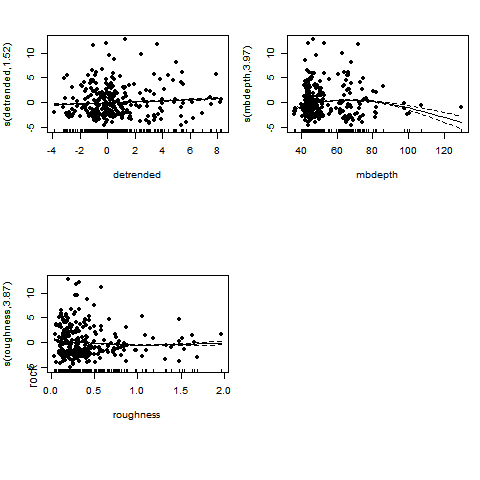 s(detrended,1.52)
-5 0 5 10
-4 -2 0 2 4 6 8
detrended
s(mbdepth,3.97)
-5 0 5 10
40 60 80 100 120
mbdepth
s(roughness,3.87)
rock
-5 0 5 10
0.0 0.5 1.0 1.5 2.0
roughness